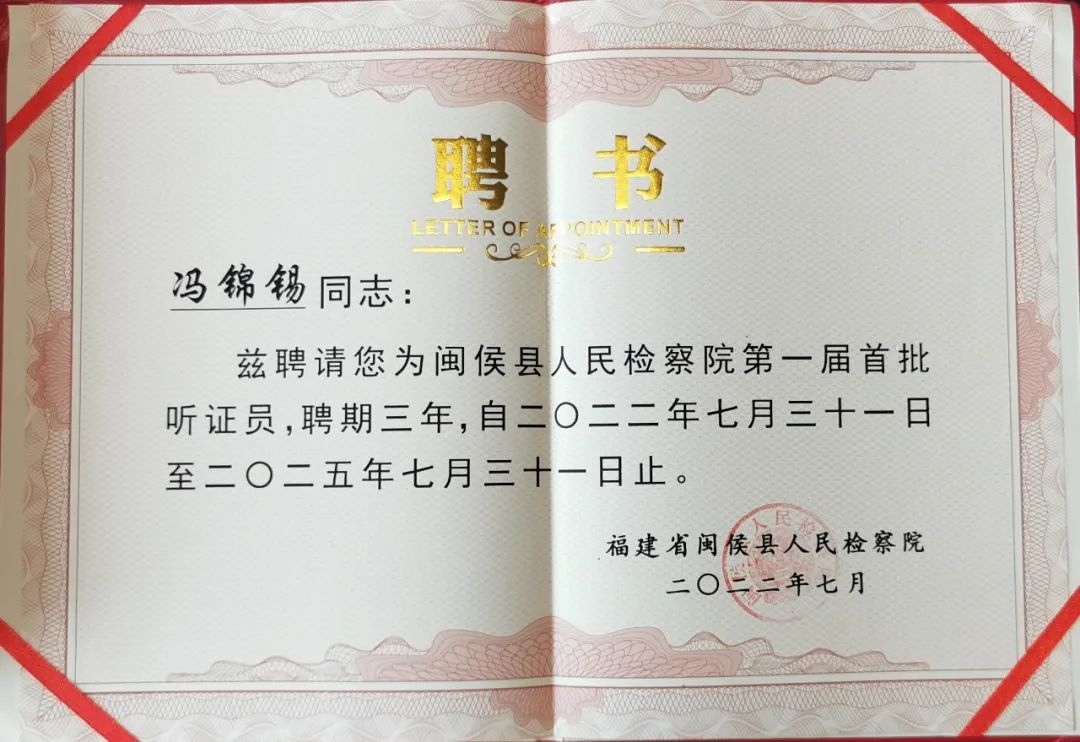 聘书
LETTER OF APPOINTMENT
冯锦锡同志：
兹聘请您为闽侯县人民检察院第一届首批
听证员，聘期三年，自二〇二二年七月三十一日
至二〇二五年七月三十一日止。
福建省闽侯县人民检察院
二〇二二年七月